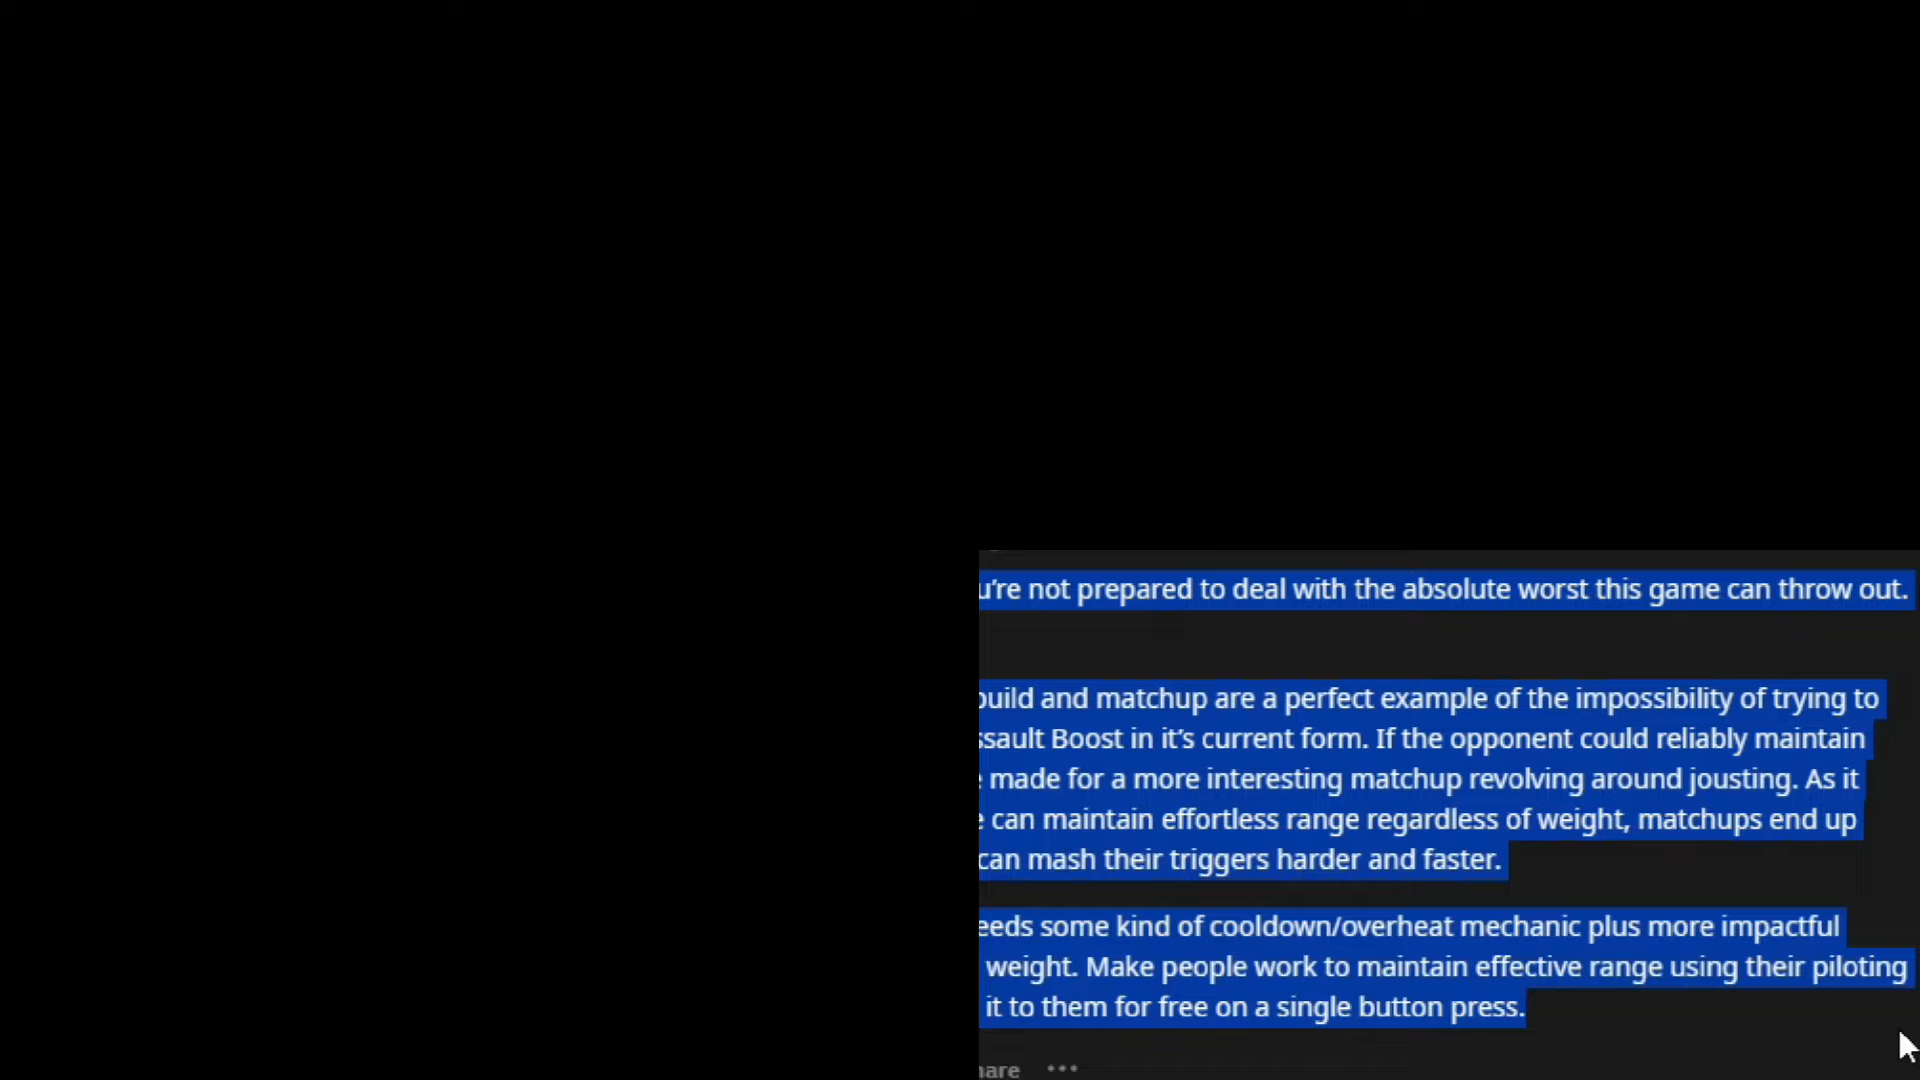 u’re not prepared to deal with the absolute worst this game can throw out.
build and matchup are a perfect example of the impossibility of trying to
ssault Boost in it’s current form. If the opponent could reliably maintain
made for a more interesting matchup revolving around jousting. As it
can maintain effortless range regardless of weight, matchups end up
can mash their triggers harder and faster.
eeds some kind of cooldown/overheat mechanic plus more impactful
weight. Make people work to maintain effective range using their piloting
it to them for free on a single button press.
hare •••